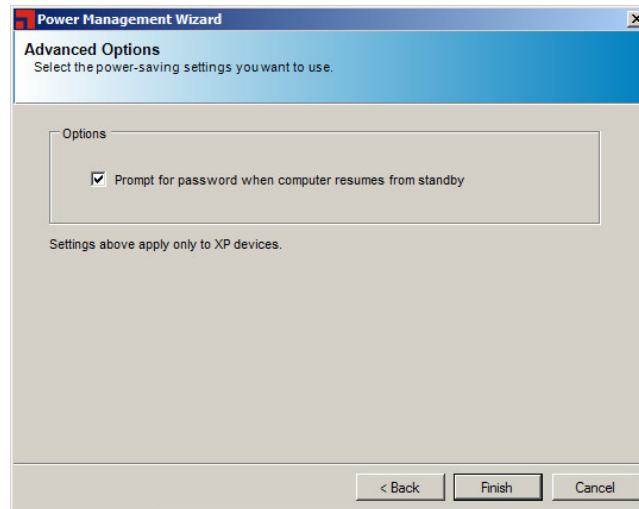 Power Management Wizard
Advanced Options
Select the power-saving settings you want to use.
Options
Prompt for password when computer resumes from standby
Settings above apply only to XP devices.
< Back
Finish
Cancel